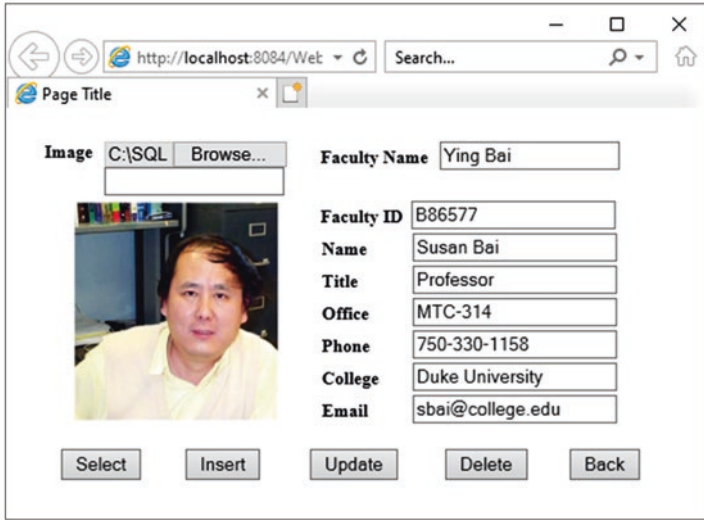 http://localhost:8084/Web
Search...
Page Title
Image C:\SQL Browse...
Faculty Name Ying Bai
Faculty ID B86577
Name Susan Bai
Title Professor
Office MTC-314
Phone 750-330-1158
College Duke University
Email sbai@college.edu
Select Insert Update Delete Back